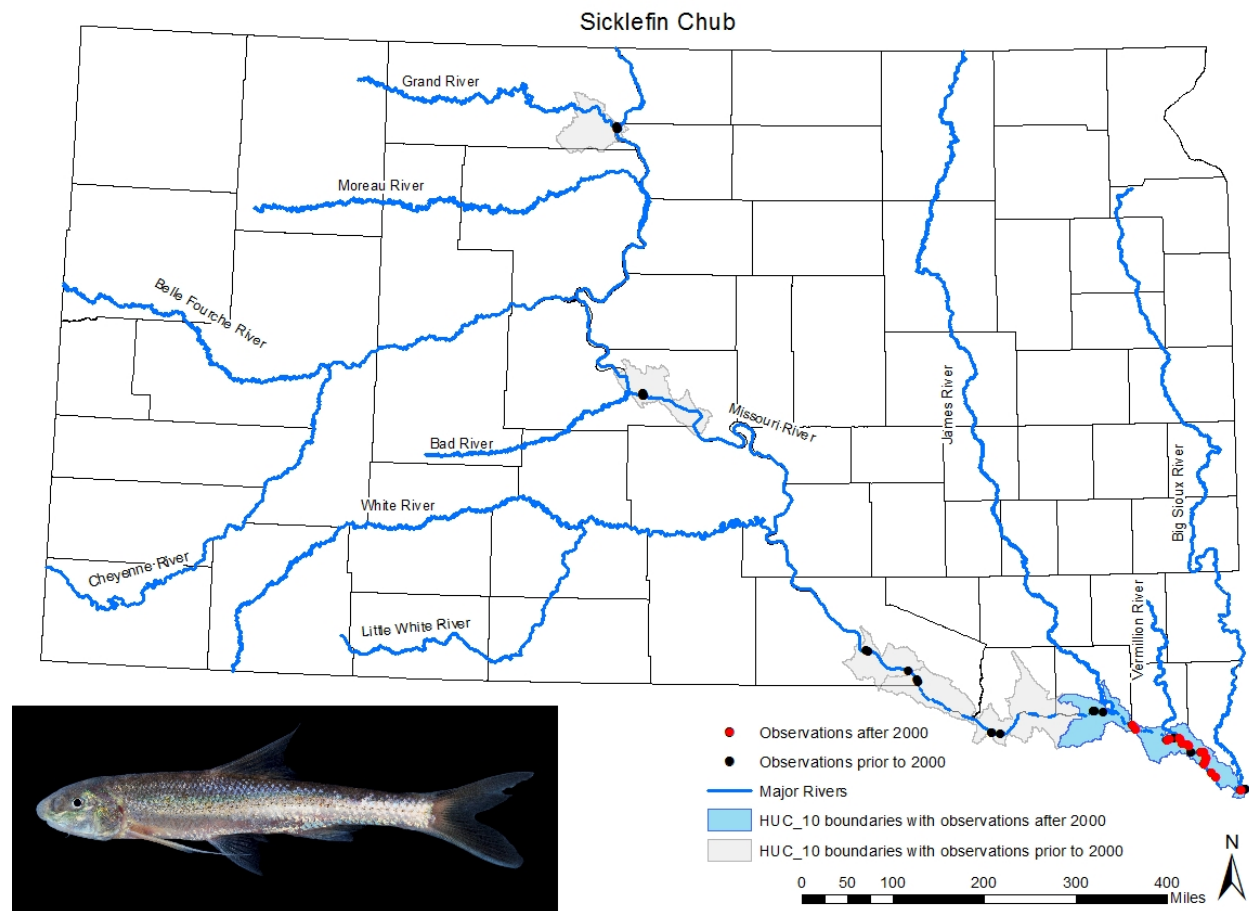 Sicklefin Chub
Grand River
Moreau River
Belle Fourche River
Missouri River
James River
Bad River
Big Sioux River
White River
Cheyenne River
Vermillion River
Little White River
Observations after 2000
Observations prior to 2000
Major Rivers
HUC_10 boundaries with observations after 2000
HUC_10 boundaries with observations prior to 2000
N
0 50 100 200 300 400
Miles